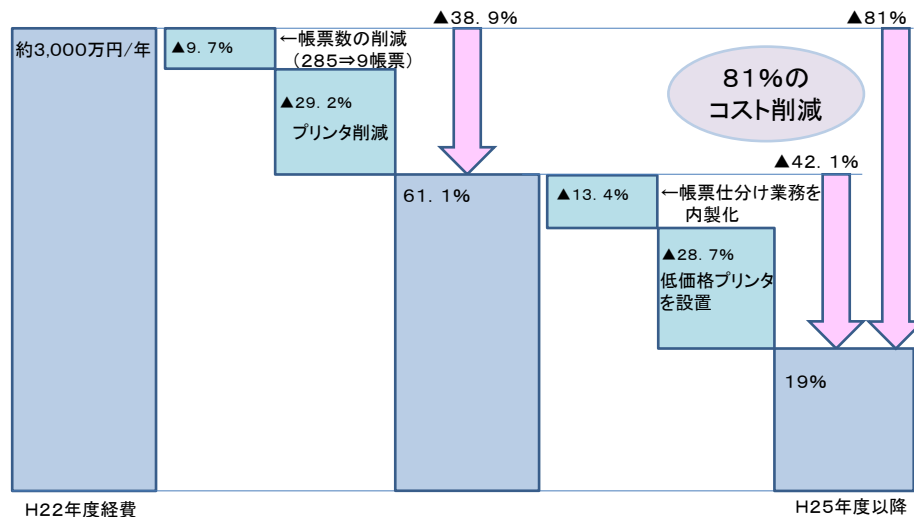 ▲38．9%
▲81%
約3,000万円/年
▲9．7%
←帳票数の削減
（285⇒9帳票）
81%の
コスト削減
▲29．2%
プリンタ削減
▲42．1%
61．1%
▲13．4%
←帳票仕分け業務を
内製化
▲28．7%
低価格プリンタ
を設置
19%
H22年度経費
H25年度以降